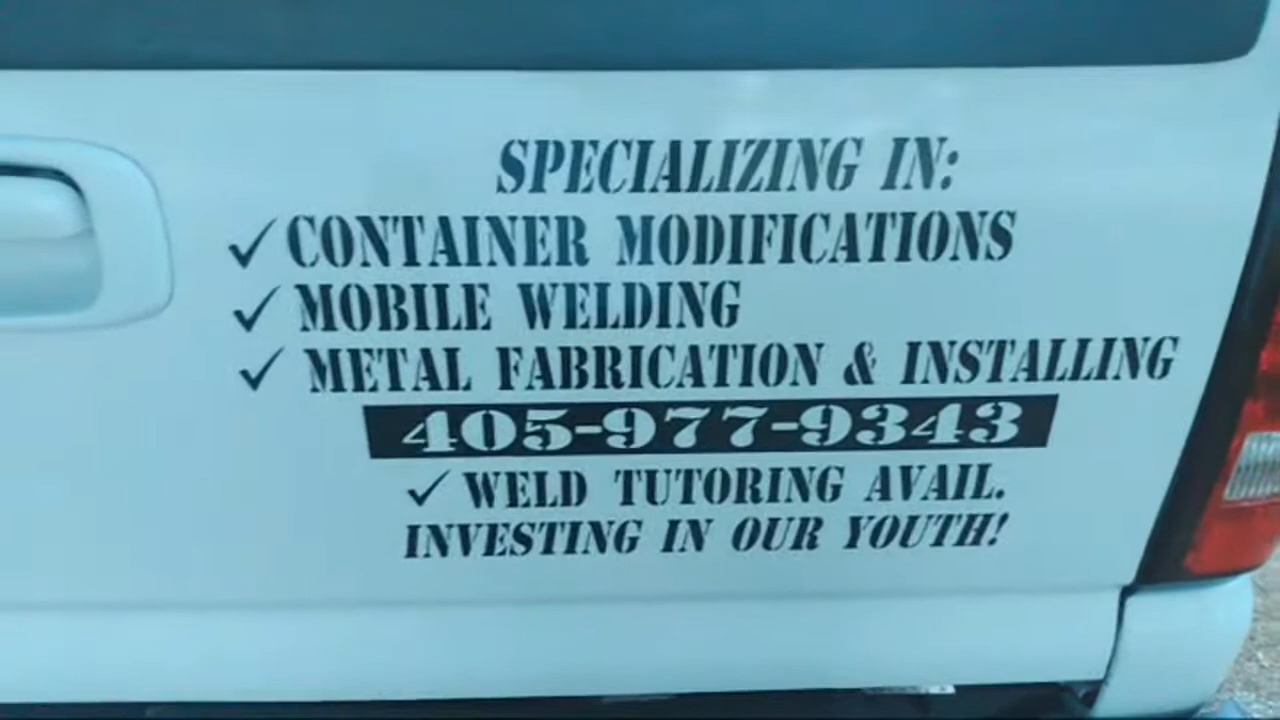 SPECIALIZING IN:
✓ CONTAINER MODIFICATIONS
✓ MOBILE WELDING
✓ METAL FABRICATION & INSTALLING
405-977-9343
✓ WELD TUTORING AVAIL.
INVESTING IN OUR YOUTH!